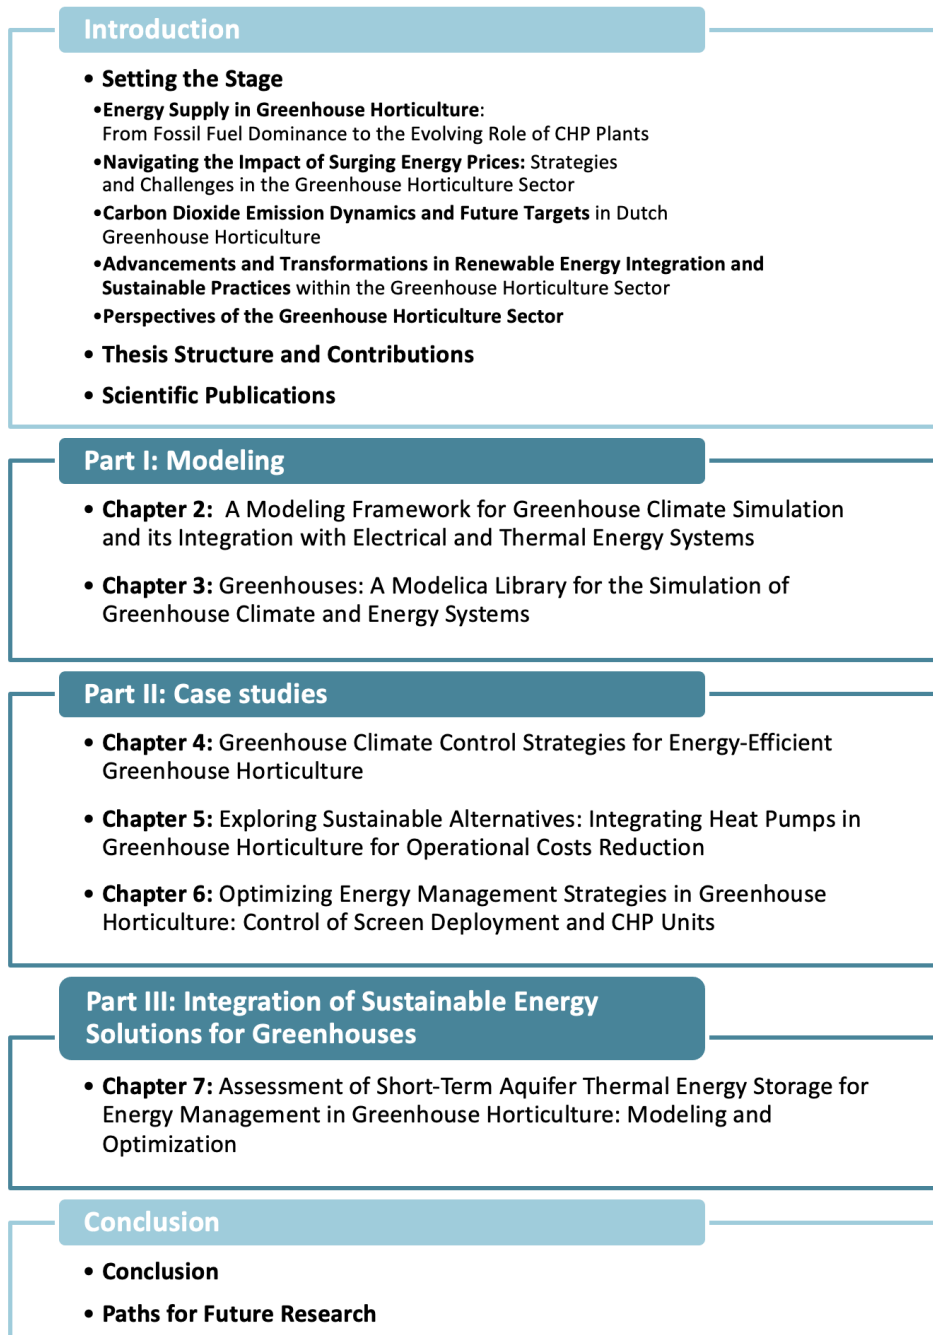 Introduction
• Setting the Stage
•Energy Supply in Greenhouse Horticulture:
From Fossil Fuel Dominance to the Evolving Role of CHP Plants
•Navigating the Impact of Surging Energy Prices: Strategies
and Challenges in the Greenhouse Horticulture Sector
•Carbon Dioxide Emission Dynamics and Future Targets in Dutch
Greenhouse Horticulture
•Advancements and Transformations in Renewable Energy Integration and
Sustainable Practices within the Greenhouse Horticulture Sector
•Perspectives of the Greenhouse Horticulture Sector
• Thesis Structure and Contributions
• Scientific Publications
Part I: Modeling
• Chapter 2: A Modeling Framework for Greenhouse Climate Simulation
and its Integration with Electrical and Thermal Energy Systems
• Chapter 3: Greenhouses: A Modelica Library for the Simulation of
Greenhouse Climate and Energy Systems
Part II: Case studies
• Chapter 4: Greenhouse Climate Control Strategies for Energy-Efficient
Greenhouse Horticulture
• Chapter 5: Exploring Sustainable Alternatives: Integrating Heat Pumps in
Greenhouse Horticulture for Operational Costs Reduction
• Chapter 6: Optimizing Energy Management Strategies in Greenhouse
Horticulture: Control of Screen Deployment and CHP Units
Part III: Integration of Sustainable Energy
Solutions for Greenhouses
• Chapter 7: Assessment of Short-Term Aquifer Thermal Energy Storage for
Energy Management in Greenhouse Horticulture: Modeling and
Optimization
Conclusion
• Conclusion
• Paths for Future Research